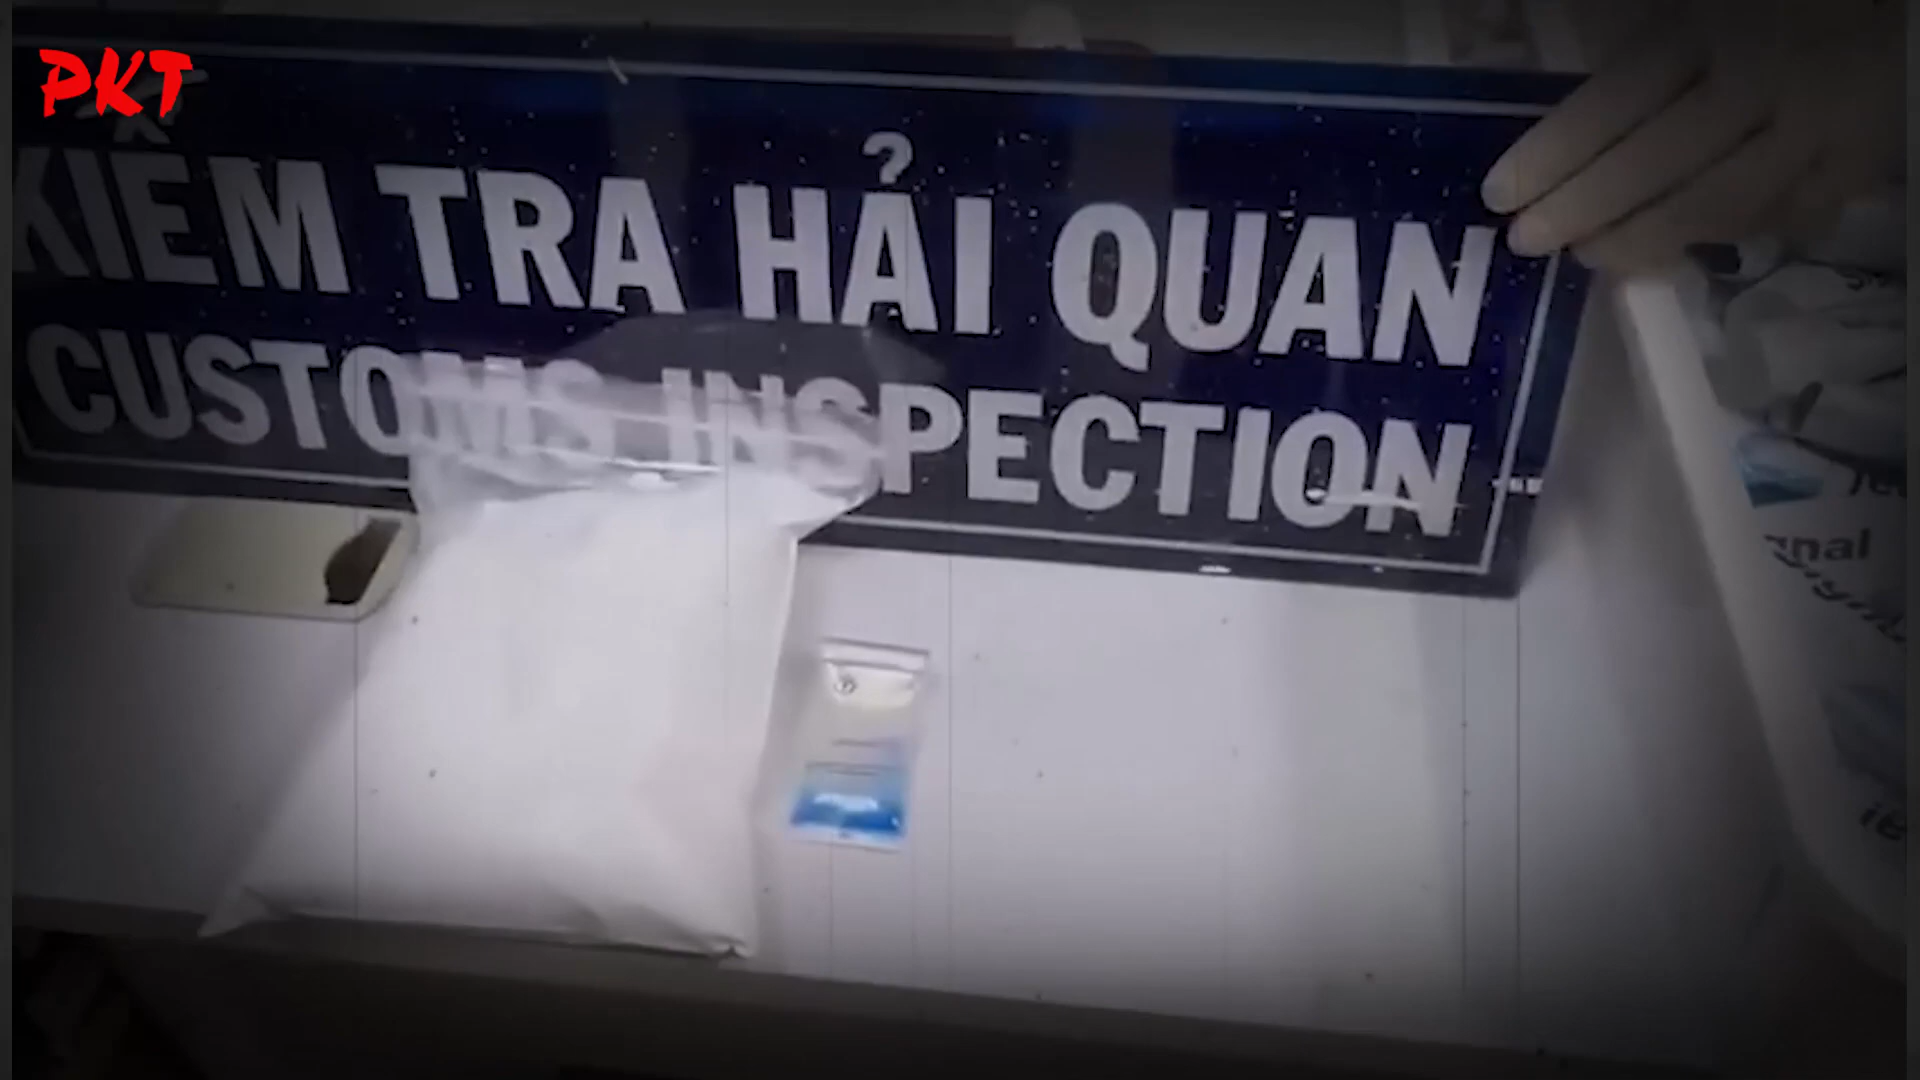 PKT
KIỂM TRA HẢI QUAN
CUSTOMS INSPECTION